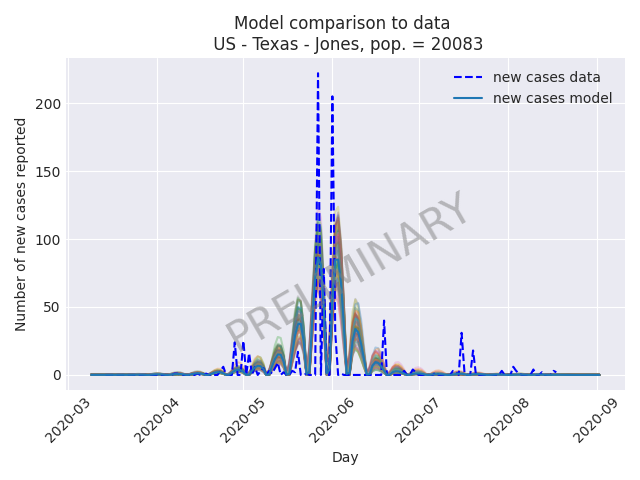 Model comparison to data
US - Texas - Jones, pop. = 20083
new cases data
new cases model
Number of new cases reported
200
150
100
50
0
PRELIMINARY
2020-03
2020-04
2020-05
2020-06
2020-07
2020-08
2020-09
Day